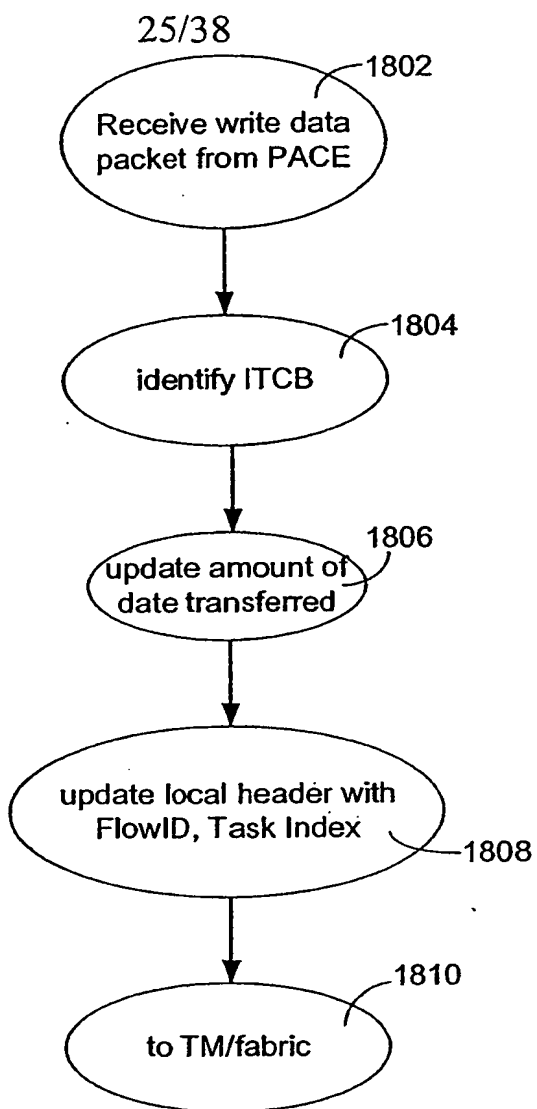 25/38
1802
Receive write data
packet from PACE
1804
identify ITCB
1806
update amount of
date transferred
update local header with
FlowID, Task Index
1808
1810
to TM/fabric